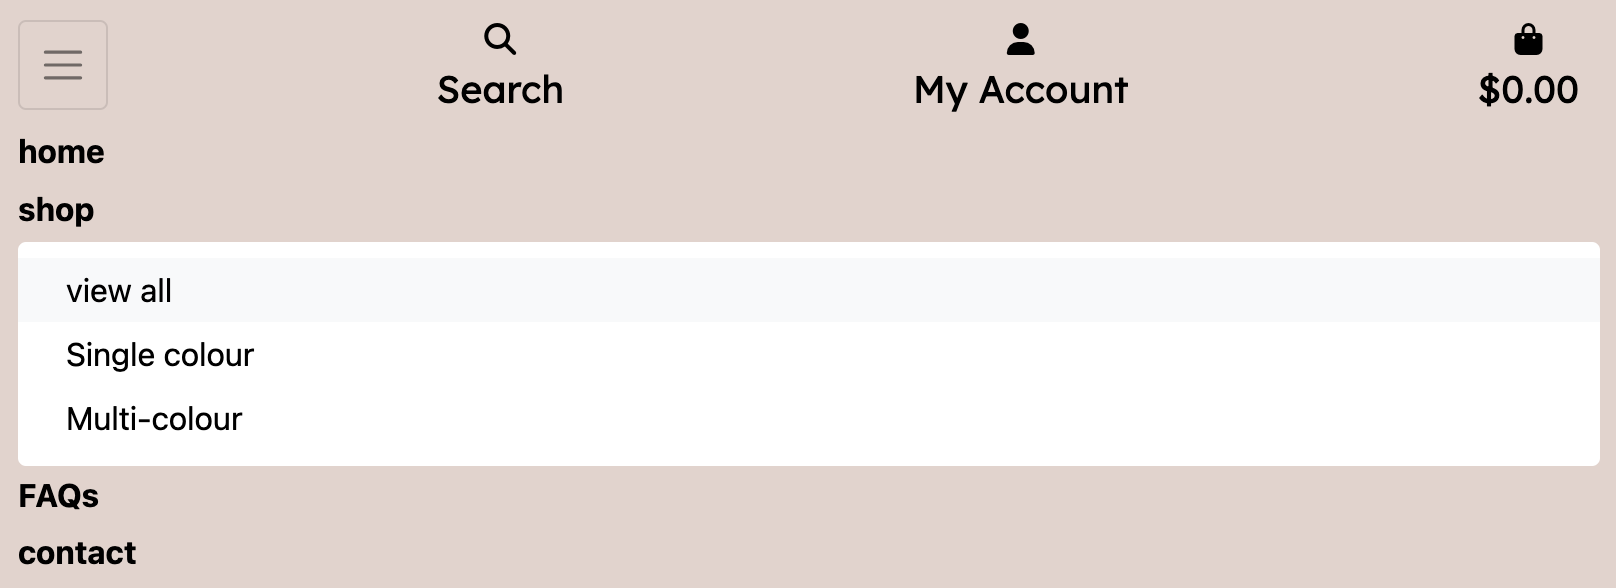 Search
My Account
$0.00
home
shop
view all
Single colour
Multi-colour
FAQs
contact